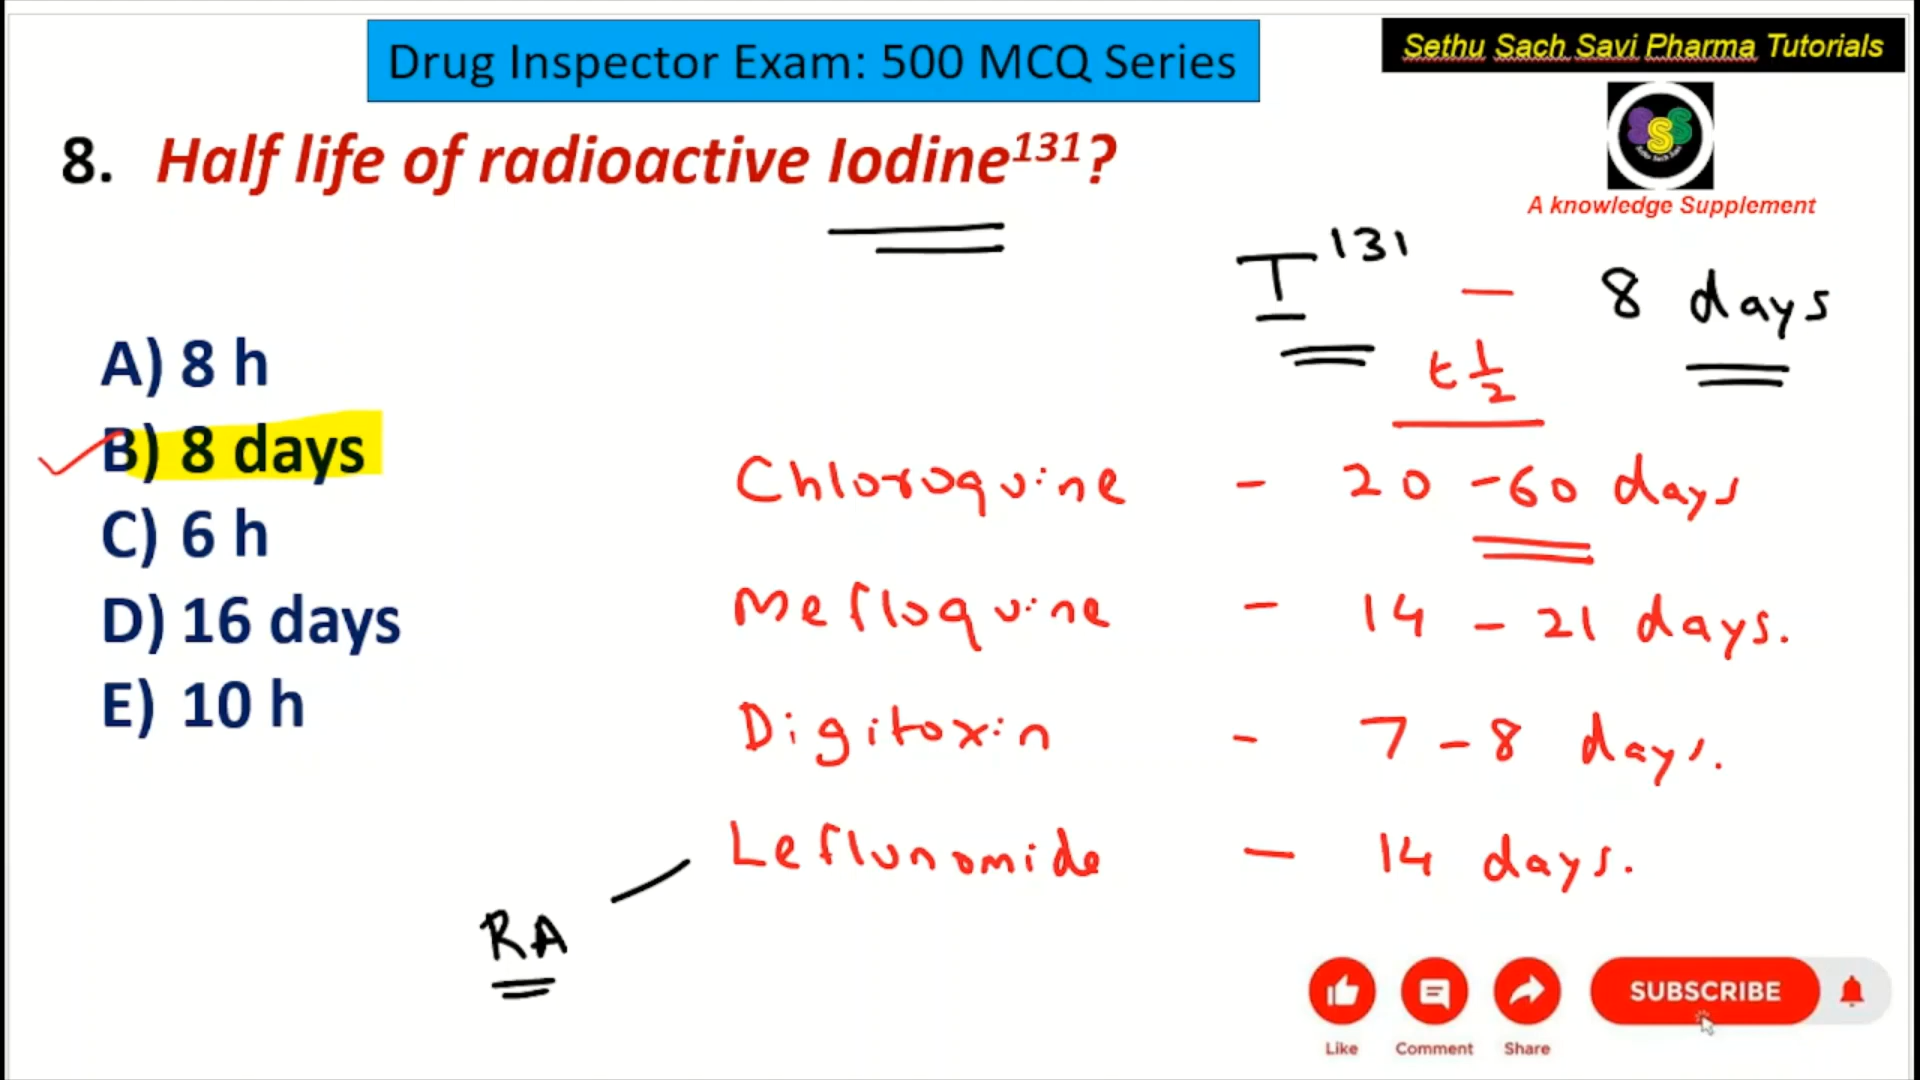 Drug Inspector Exam: 500 MCQ Series
Sethu Sach Savi Pharma Tutorials
SSS
A knowledge Supplement
8. Half life of radioactive Iodine¹³¹?
I¹³¹ - 8 days
t 1/2
A) 8 h
B) 8 days
C) 6 h
D) 16 days
E) 10 h
Chloroquine - 20 - 60 days
Mefloquine - 14 - 21 days.
Digitoxin - 7 - 8 days.
Leflunomide - 14 days.
RA
SUBSCRIBE
Like
Comment
Share